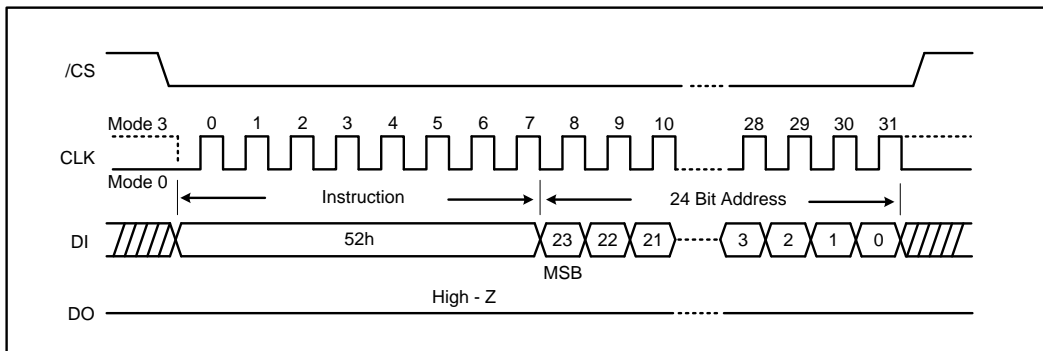 /CS
Mode 3 0 1 2 3 4 5 6 7 8 9 10 28 29 30 31
CLK
Mode 0
Instruction 24 Bit Address
DI 52h 23 22 21 3 2 1 0
MSB
High - Z
DO